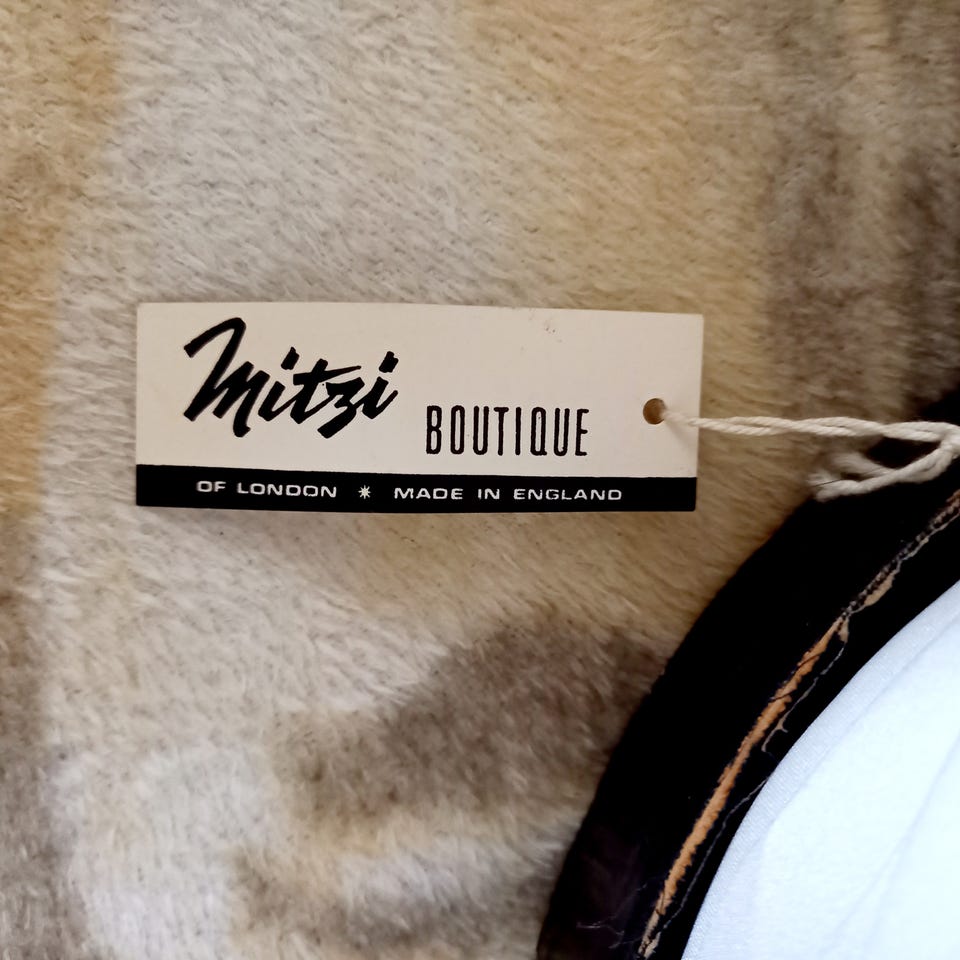 Mitzi BOUTIQUE
OF LONDON * MADE IN ENGLAND